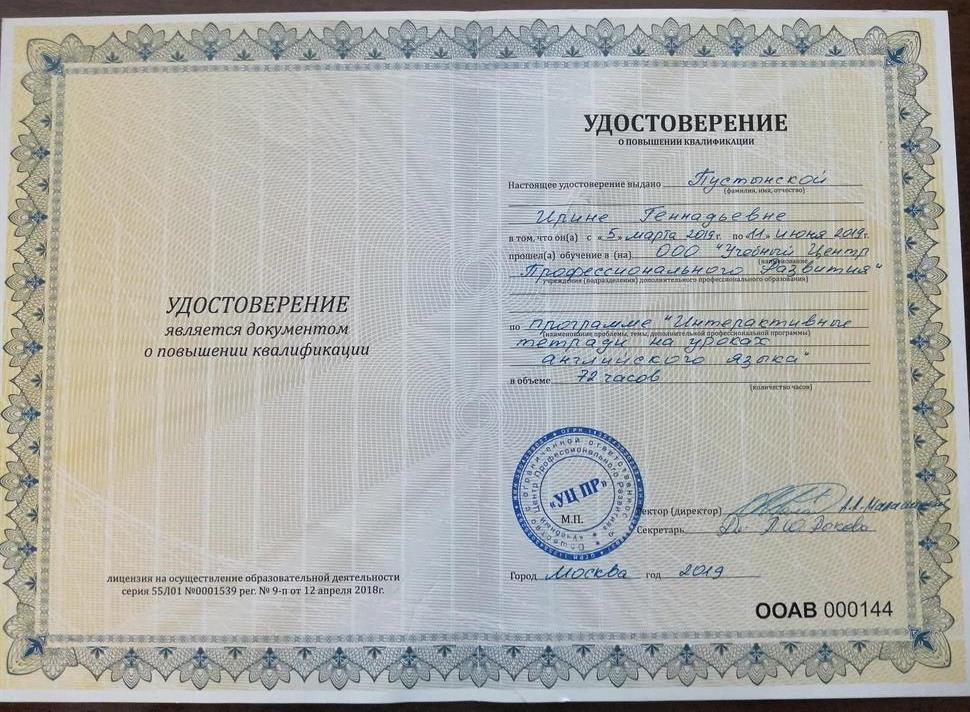 УДОСТОВЕРЕНИЕ
является документом
о повышении квалификации
лицензия на осуществление образовательной деятельности
серия 55Л01 №0001539 рег. № 9-п от 12 апреля 2018г.
УДОСТОВЕРЕНИЕ
О ПОВЫШЕНИИ КВАЛИФИКАЦИИ
Настоящее удостоверение выдано Пустынской
(фамилия, имя, отчество)
Ирине Геннадьевне
в том, что он(а) с «5» марта 2019г. по «11» июня 2019г.
прошел(а) обучение в (на) ООО "Учебный Центр
(наименование
Профессионального Развития"
учреждения (подразделения) дополнительного профессионального образования)
по программе "Интерактивные
(наименование проблемы, темы, дополнительной профессиональной программы)
тетради на уроках
английского языка"
в объеме 72 часов
(количество часов)
«УЦ ПР»
М.П.
Ректор (директор)
Секретарь
Город Москва год 2019
ООАВ 000144